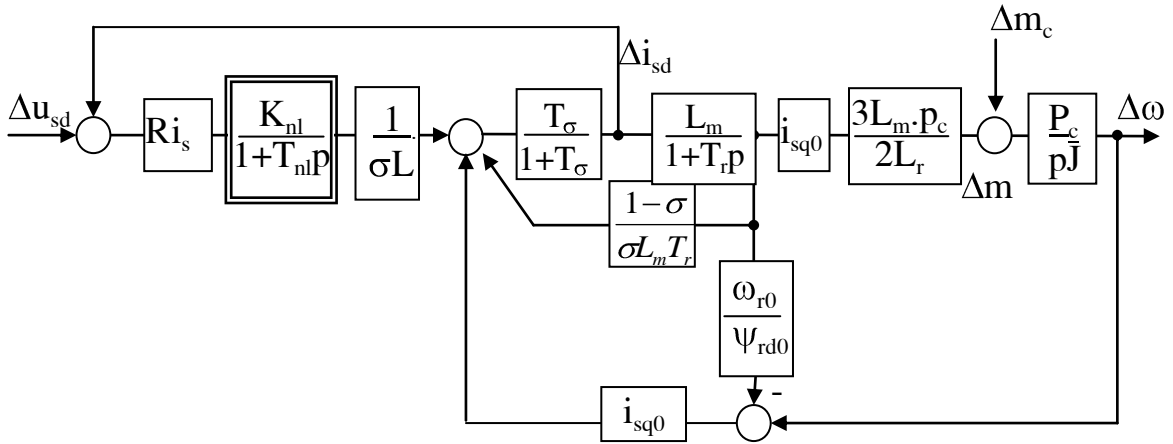 Δm_c
Δi_sd
Δu_sd
Ri_s
K_nl
1+T_nl p
1
σL
T_σ
1+T_σ
L_m
1+T_r p
i_sq0
3L_m.p_c
2L_r
Δm
P_c
pJ
Δω
1−σ
σL_m T_r
ω_r0
ψ_rd0
-
i_sq0